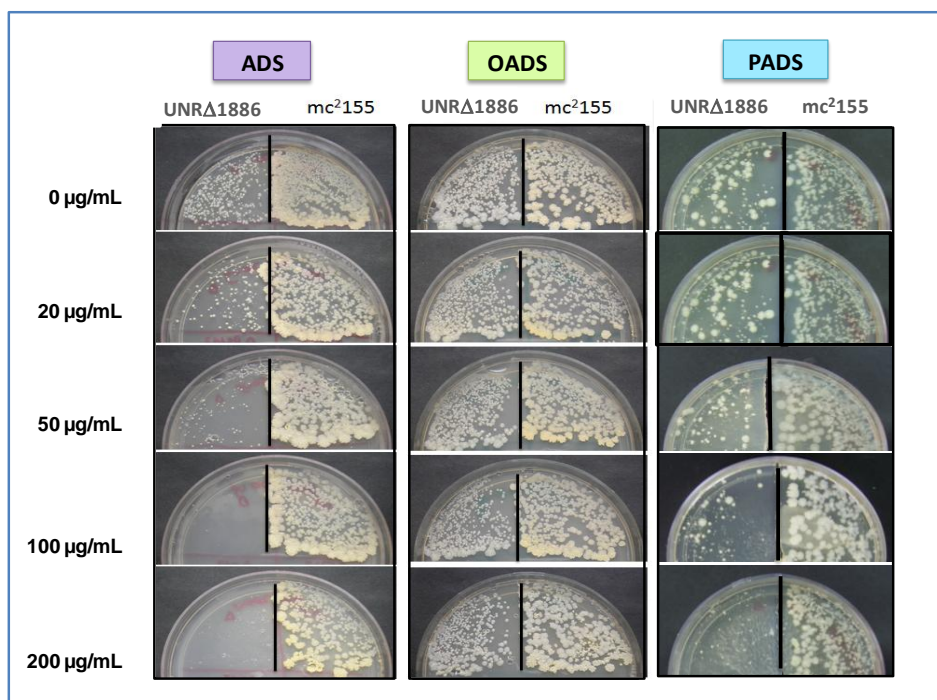 ADS OADS PADS
UNRΔ1886 mc²155 UNRΔ1886 mc²155 UNRΔ1886 mc²155
0 µg/mL
20 µg/mL
50 µg/mL
100 µg/mL
200 µg/mL